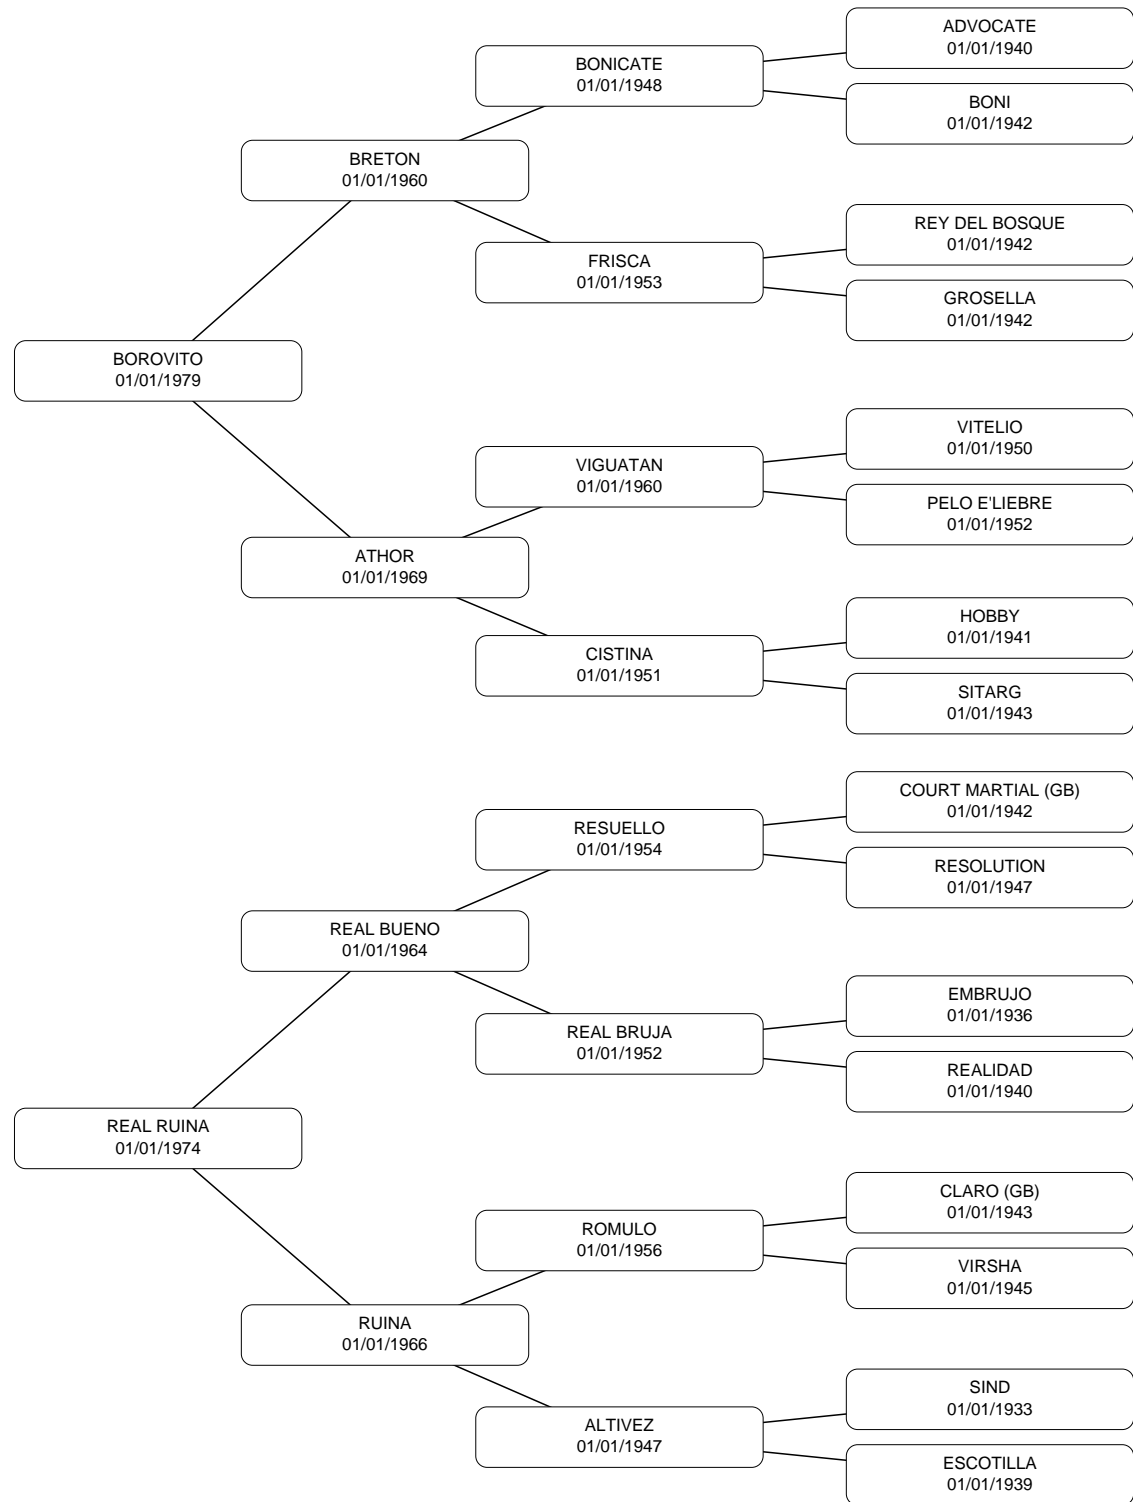 ADVOCATE
01/01/1940
BONICATE
01/01/1948
BONI
01/01/1942
BRETON
01/01/1960
REY DEL BOSQUE
01/01/1942
FRISCA
01/01/1953
GROSELLA
01/01/1942
BOROVITO
01/01/1979
VITELIO
01/01/1950
VIGUATAN
01/01/1960
PELO E'LIEBRE
01/01/1952
ATHOR
01/01/1969
HOBBY
01/01/1941
CISTINA
01/01/1951
SITARG
01/01/1943
COURT MARTIAL (GB)
01/01/1942
RESUELLO
01/01/1954
RESOLUTION
01/01/1947
REAL BUENO
01/01/1964
EMBRUJO
01/01/1936
REAL BRUJA
01/01/1952
REALIDAD
01/01/1940
REAL RUINA
01/01/1974
CLARO (GB)
01/01/1943
ROMULO
01/01/1956
VIRSHA
01/01/1945
RUINA
01/01/1966
SIND
01/01/1933
ALTIVEZ
01/01/1947
ESCOTILLA
01/01/1939